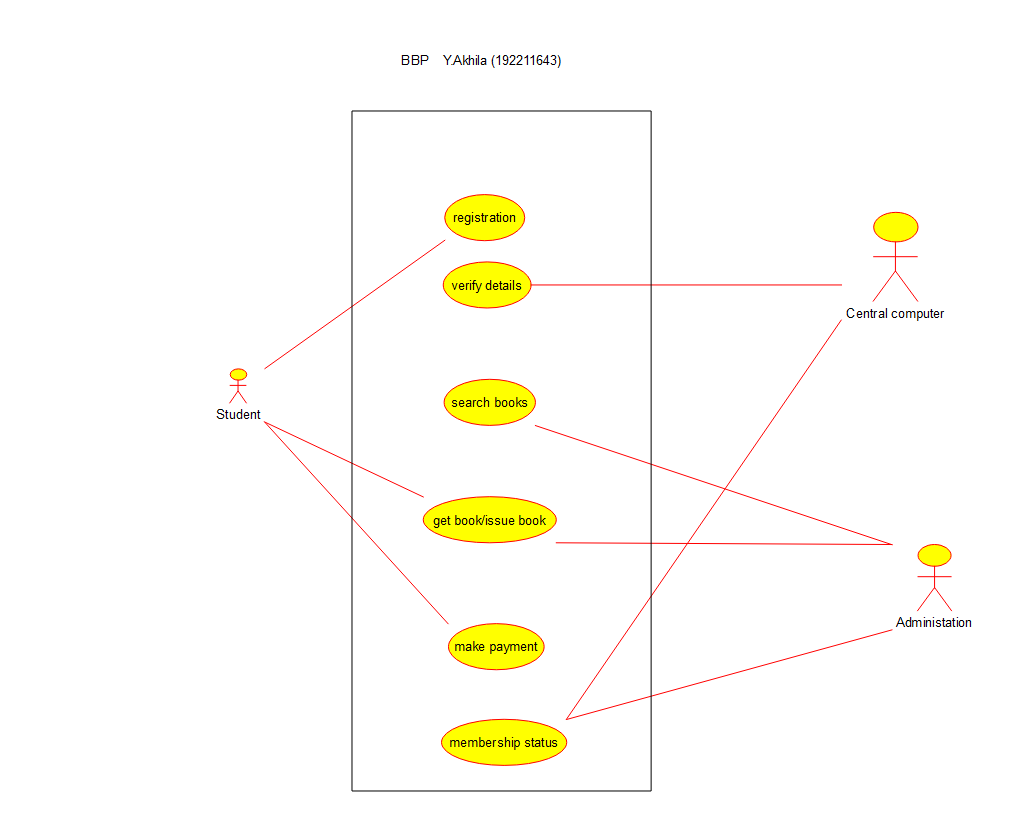 BBP Y.Akhila (192211643)
registration
verify details
Central computer
search books
Student
get book/issue book
Administation
make payment
membership status